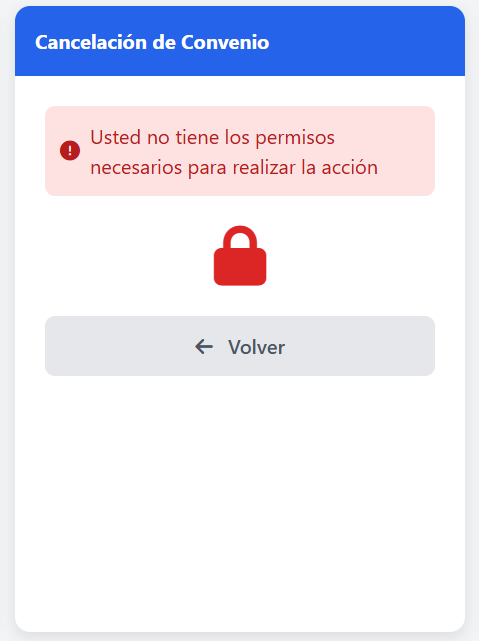 Cancelación de Convenio
Usted no tiene los permisos
necesarios para realizar la acción
Volver